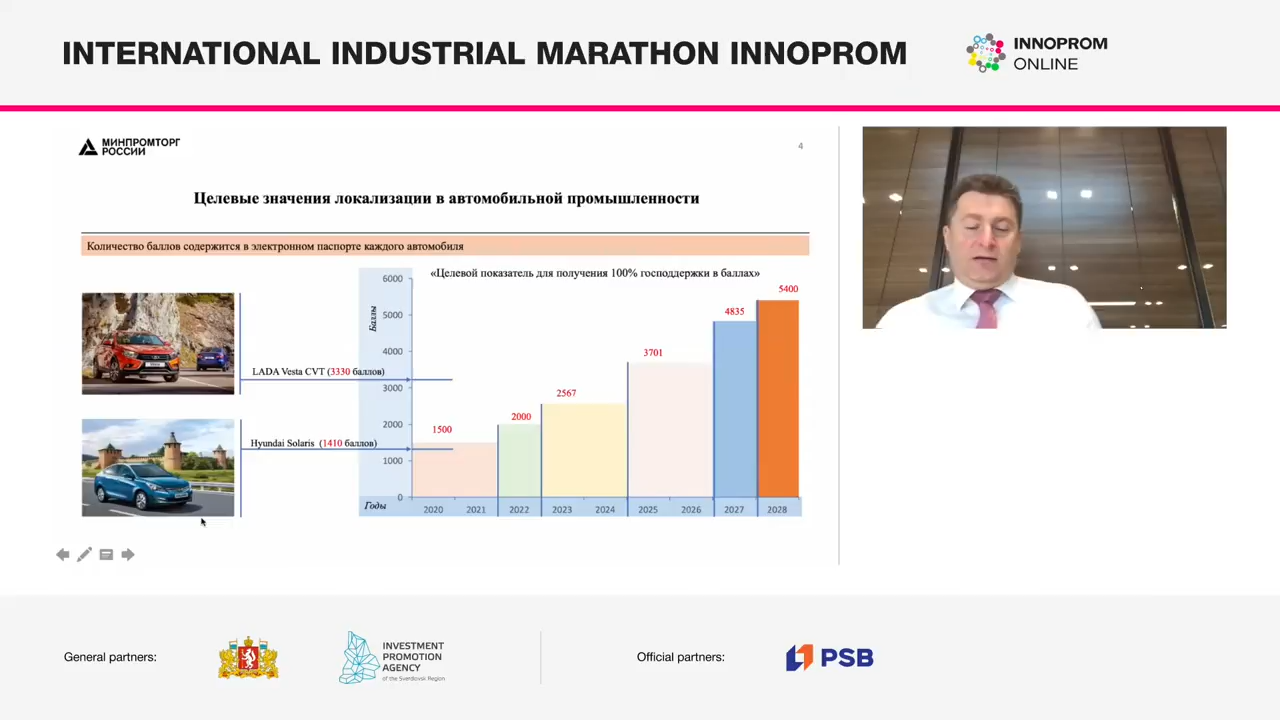 INTERNATIONAL INDUSTRIAL MARATHON INNOPROM
INNOPROM
ONLINE
МИНПРОМТОРГ
РОССИИ
4
Целевые значения локализации в автомобильной промышленности
Количество баллов содержится в электронном паспорте каждого автомобиля
«Целевой показатель для получения 100% господдержки в баллах»
Баллы
6000
5000
4000
3000
2000
1000
0
LADA Vesta CVT (3330 баллов)
Hyundai Solaris (1410 баллов)
1500
2000
2567
3701
4835
5400
Годы
2020
2021
2022
2023
2024
2025
2026
2027
2028
General partners:
INVESTMENT
PROMOTION
AGENCY
of the Sverdlovsk Region
Official partners:
PSB